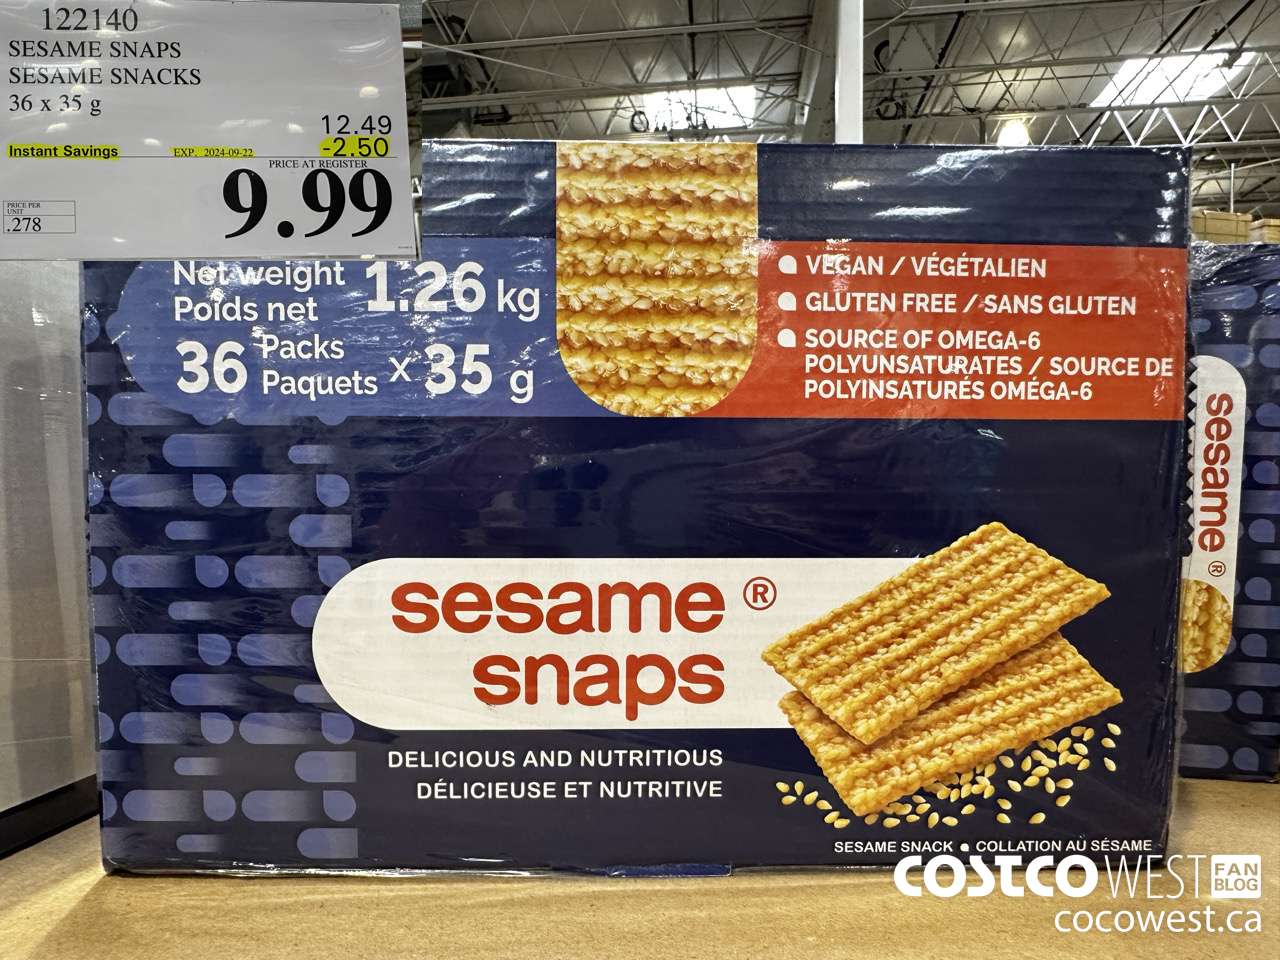 122140
SESAME SNAPS
SESAME SNACKS
36 x 35 g
12.49
Instant Savings EXP. 2024-09-22 -2.50
PRICE AT REGISTER
9.99
PRICE PER
UNIT
.278
Net weight
Poids net
1.26 kg
36 Packs
Paquets x 35 g
VEGAN / VÉGÉTALIEN
GLUTEN FREE / SANS GLUTEN
SOURCE OF OMEGA-6
POLYUNSATURATES / SOURCE DE
POLYINSATURÉS OMÉGA-6
sesame ®
snaps
DELICIOUS AND NUTRITIOUS
DÉLICIEUSE ET NUTRITIVE
SESAME SNACK • COLLATION AU SÉSAME
sesame ®
COSTCO WEST FAN
BLOG
cocowest.ca